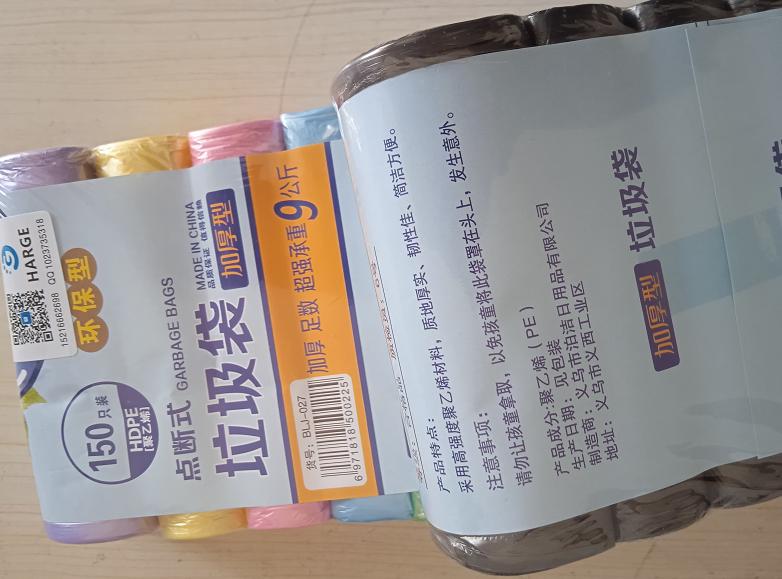 HARGE
15216662698 QQ 1023735318
环保型
150只装
HDPE
[聚乙烯]
点断式 GARBAGE BAGS
MADE IN CHINA
品质保证 值得信赖
垃圾袋 加厚型
加厚 足数 超强承重9公斤
货号: BLJ-027
6 971818 500225
产品特点:
采用高强度聚乙烯材料, 质地厚实、韧性佳、简洁方便。
注意事项:
请勿让孩童拿取, 以免孩童将此袋罩在头上, 发生意外。
产品成分:聚乙烯 (PE)
生产日期: 见包装
制造商: 义乌市泊洁日用品有限公司
地址: 义乌市义西工业区
加厚型 垃圾袋
袋